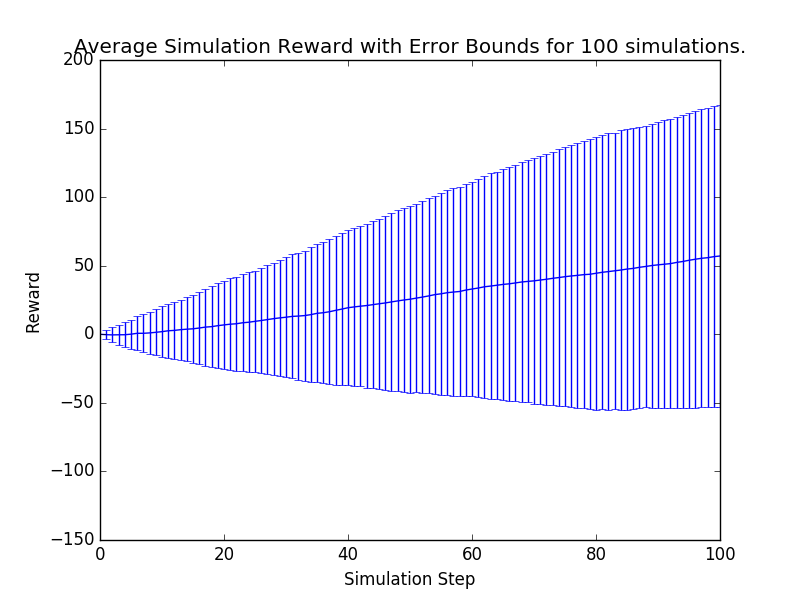 Average Simulation Reward with Error Bounds for 100 simulations.
200
150
100
50
0
−50
−100
−150
Reward
0 20 40 60 80 100
Simulation Step